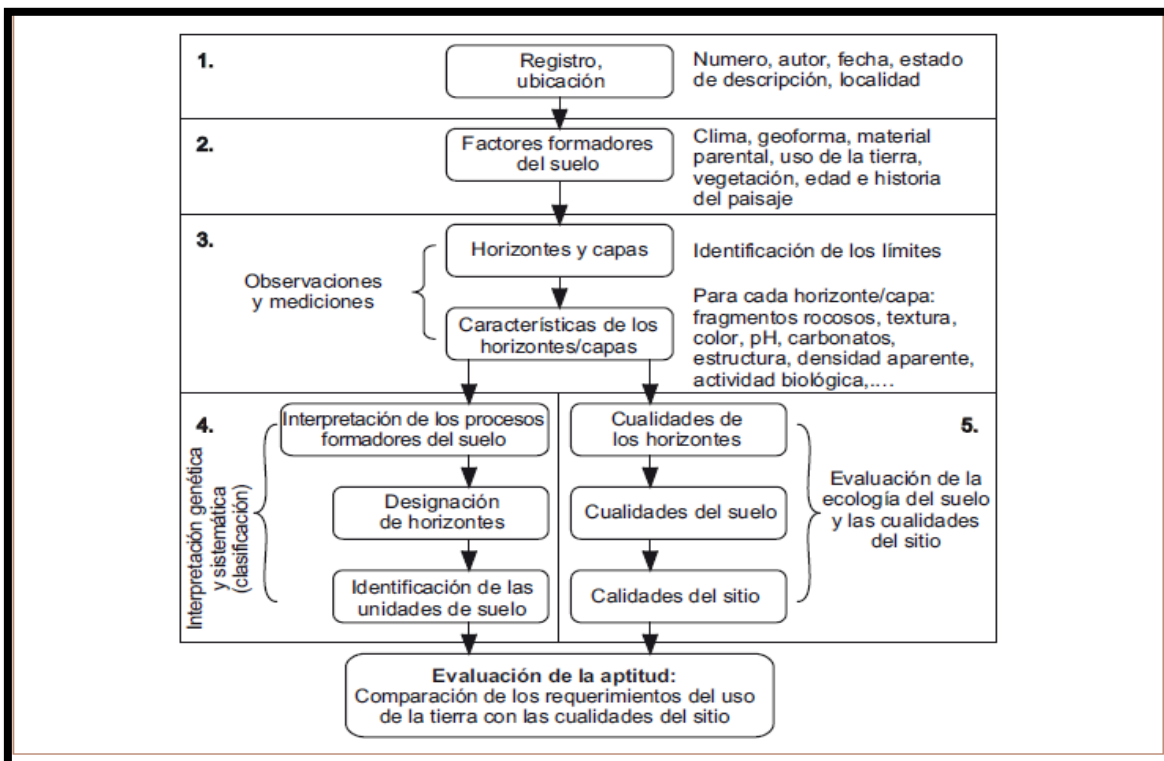 1.
Registro,
ubicación
Numero, autor, fecha, estado
de descripción, localidad
2.
Factores formadores
del suelo
Clima, geoforma, material
parental, uso de la tierra,
vegetación, edad e historia
del paisaje
3.
Observaciones
y mediciones
Horizontes y capas
Identificación de los límites
Características de los
horizontes/capas
Para cada horizonte/capa:
fragmentos rocosos, textura,
color, pH, carbonatos,
estructura, densidad aparente,
actividad biológica,....
4.
Interpretación genética
y sistemática
(clasificación)
Interpretación de los procesos
formadores del suelo
Designación
de horizontes
Identificación de las
unidades de suelo
5.
Cualidades de
los horizontes
Cualidades del suelo
Calidades del sitio
Evaluación de la
ecología del suelo
y las cualidades
del sitio
Evaluación de la aptitud:
Comparación de los requerimientos del uso
de la tierra con las cualidades del sitio